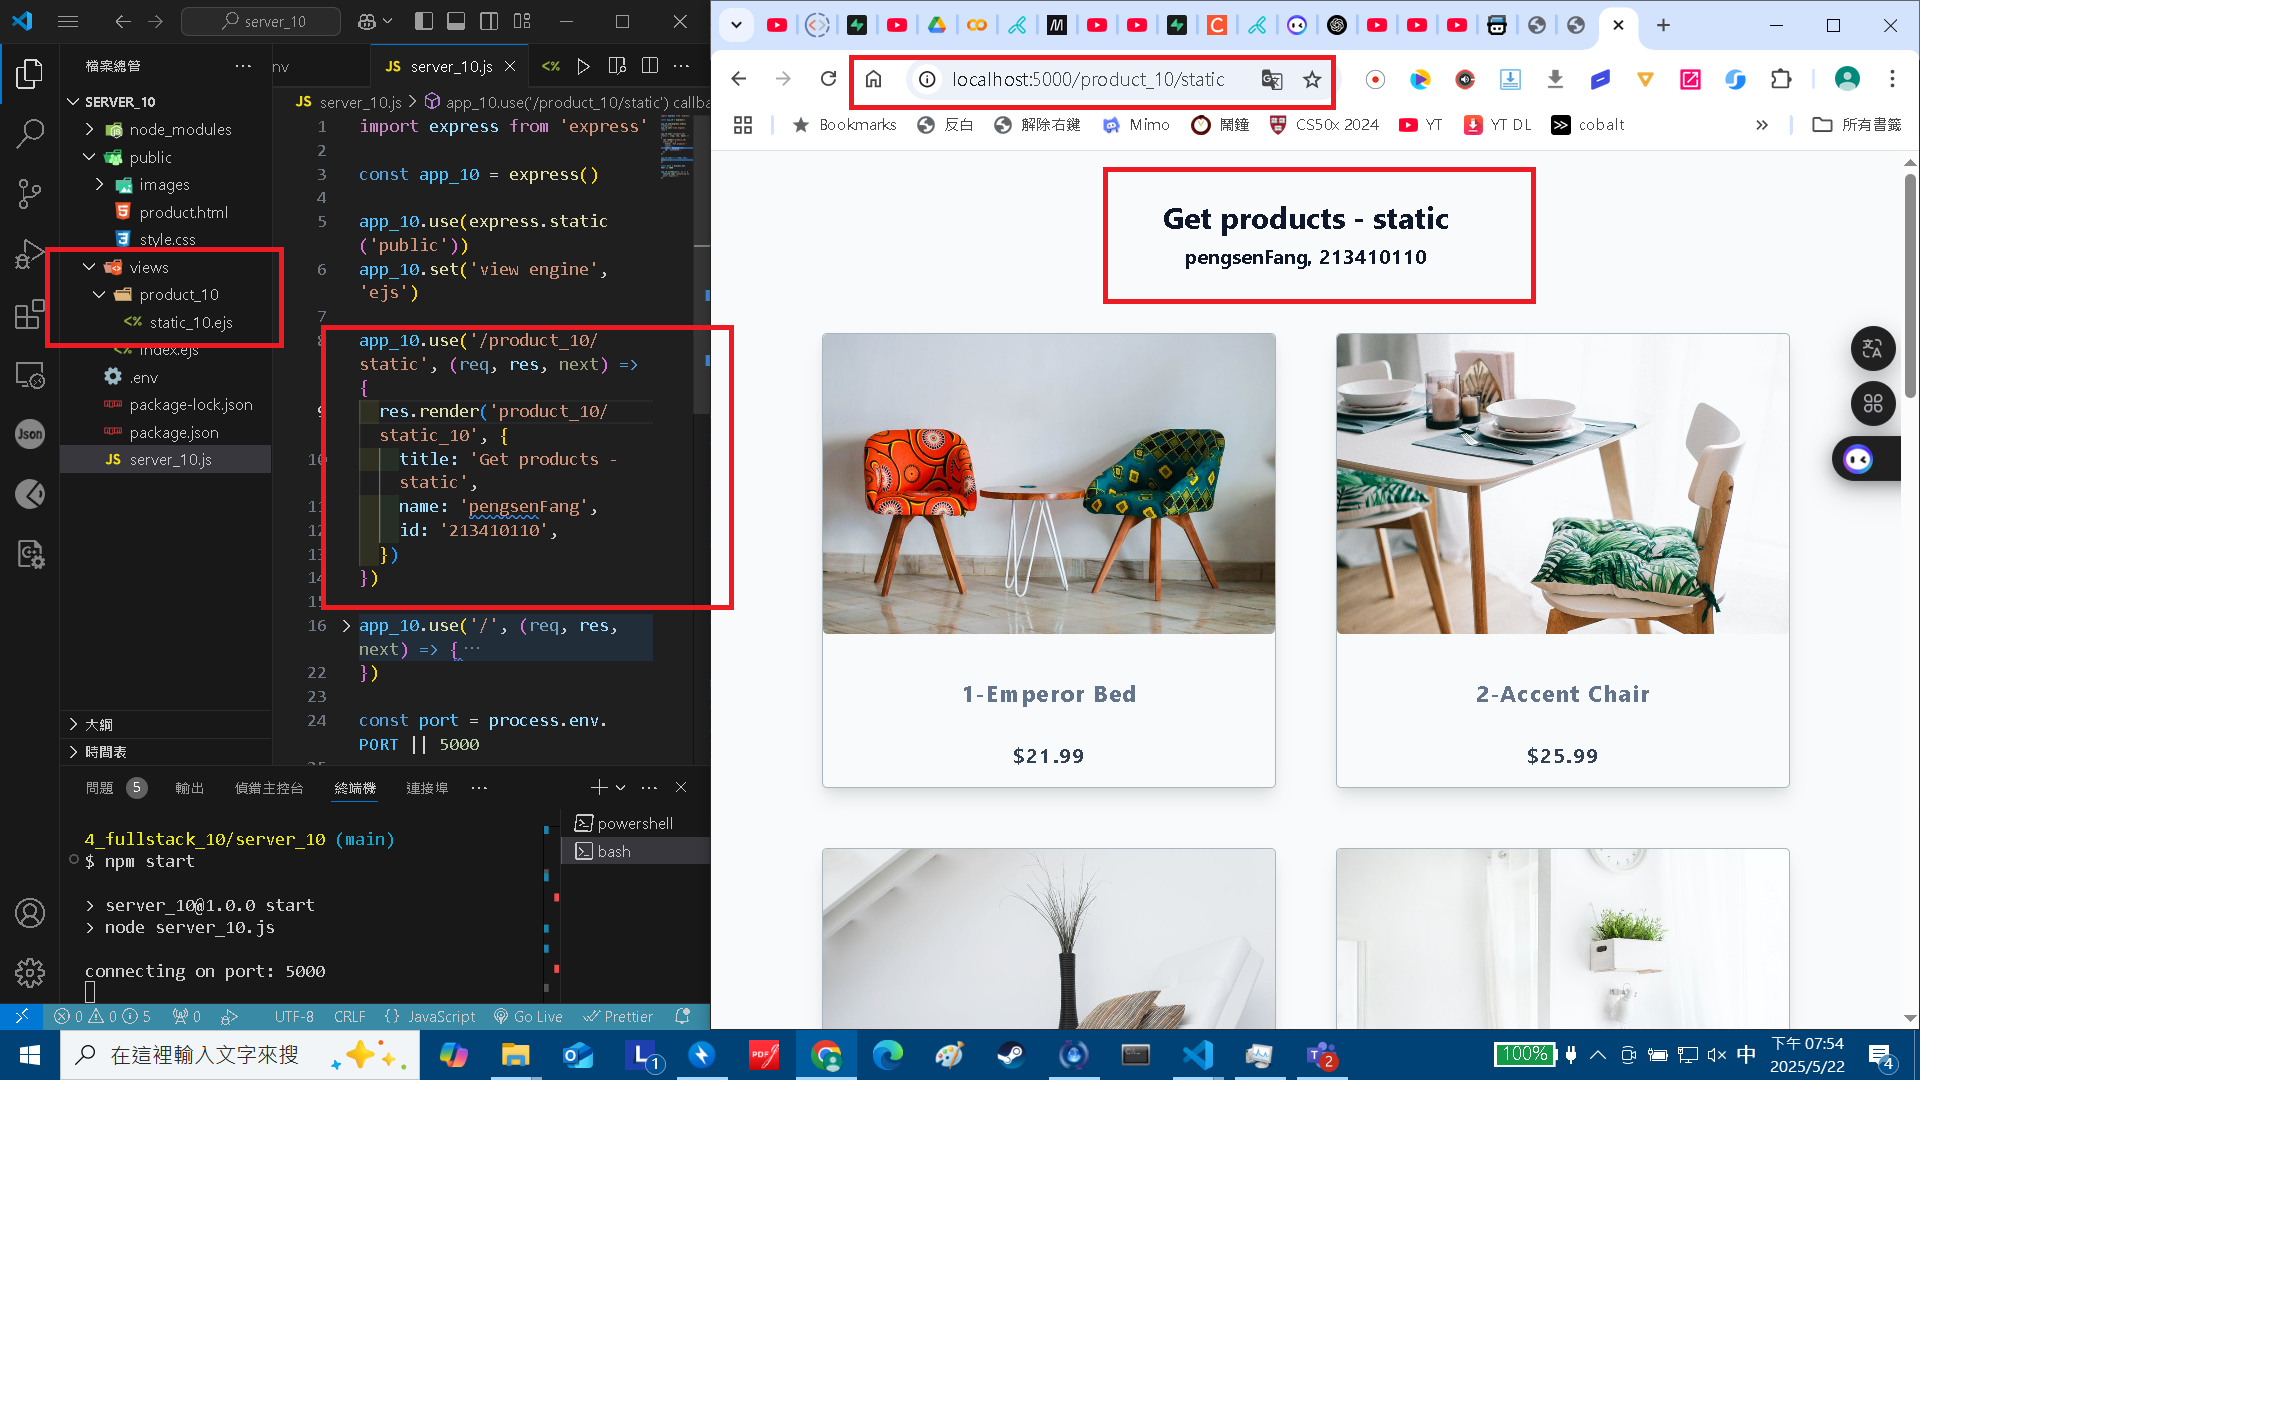 server_10
檔案總管
nv
JS server_10.js
SERVER_10
node_modules
public
images
product.html
style.css
views
product_10
static_10.ejs
index.ejs
.env
package-lock.json
package.json
JS server_10.js
大綱
時間表
JS server_10.js > app_10.use('/product_10/static') callba
1 import express from 'express'
2
3 const app_10 = express()
4
5 app_10.use(express.static
('public'))
6 app_10.set('view engine',
'ejs')
7
8 app_10.use('/product_10/
static', (req, res, next) =>
{
9 res.render('product_10/
static_10', {
10 title: 'Get products -
static',
11 name: 'pengsenFang',
12 id: '213410110',
13 })
14 })
15
16 app_10.use('/', (req, res,
next) => {…
22 })
23
24 const port = process.env.
PORT || 5000
問題 5 輸出 偵錯主控台 終端機 連接埠
4_fullstack_10/server_10 (main)
$ npm start
> server_10@1.0.0 start
> node server_10.js
connecting on port: 5000
powershell
bash
0 0 5 0 UTF-8 CRLF {} JavaScript Go Live Prettier
localhost:5000/product_10/static
Bookmarks 反白 解除右鍵 Mimo 鬧鐘 CS50x 2024 YT YT DL cobalt » 所有書籤
Get products - static
pengsenFang, 213410110
1-Emperor Bed
$21.99
2-Accent Chair
$25.99
在這裡輸入文字來搜
100% 中 下午 07:54
2025/5/22
4